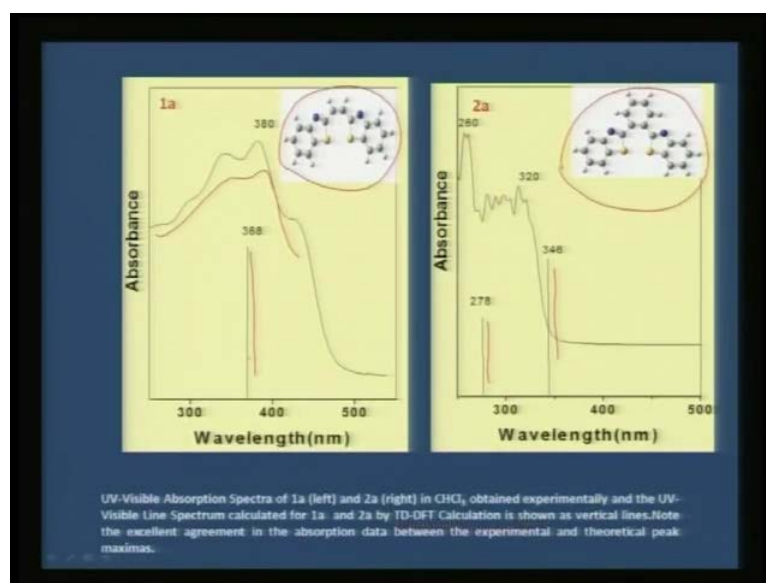 1a
380
368
Absorbance
300 400 500
Wavelength(nm)
2a
260
320
346
278
Absorbance
300 400 500
Wavelength(nm)
UV-Visible Absorption Spectra of 1a (left) and 2a (right) in CHCl₃ obtained experimentally and the UV-
Visible Line Spectrum calculated for 1a and 2a by TD-DFT Calculation is shown as vertical lines.Note
the excellent agreement in the absorption data between the experimental and theoretical peak
maximas.